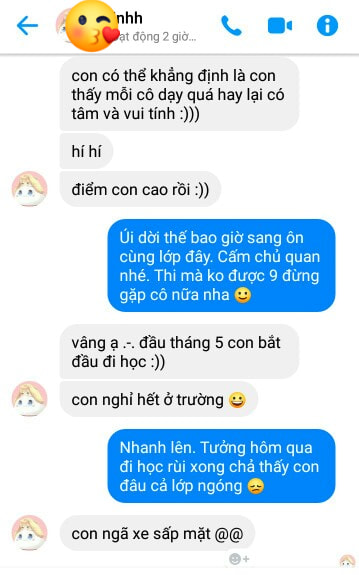 inhh
ạt động 2 giờ...
con có thể khẳng định là con
thấy mỗi cô dạy quá hay lại có
tâm và vui tính :)))
hí hí
điểm con cao rồi :))
Úi dời thế bao giờ sang ôn
cùng lớp đây. Cấm chủ quan
nhé. Thi mà ko được 9 đừng
gặp cô nữa nha
vâng ạ .-. đầu tháng 5 con bắt
đầu đi học :))
con nghỉ hết ở trường
Nhanh lên. Tưởng hôm qua
đi học rùi xong chả thấy con
đâu cả lớp ngóng
con ngã xe sấp mặt @@